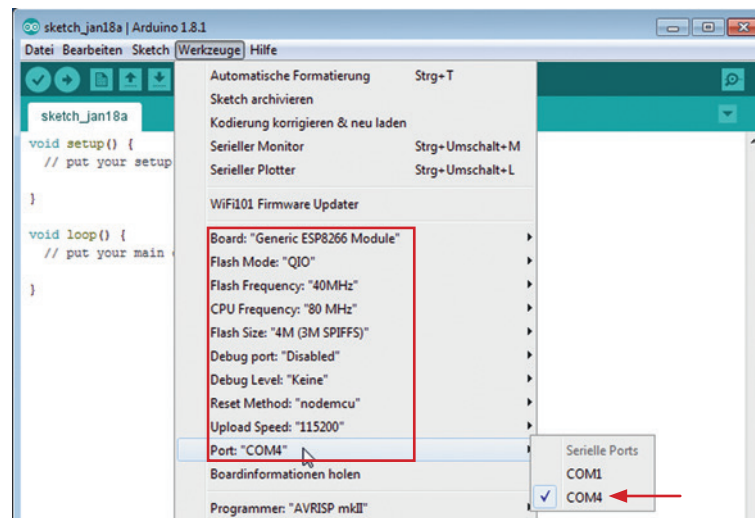 sketch_jan18a | Arduino 1.8.1
Datei Bearbeiten Sketch Werkzeuge Hilfe
Automatische Formatierung Strg+T
Sketch archivieren
Kodierung korrigieren & neu laden
Serieller Monitor Strg+Umschalt+M
Serieller Plotter Strg+Umschalt+L
WiFi101 Firmware Updater
Board: "Generic ESP8266 Module"
Flash Mode: "QIO"
Flash Frequency: "40MHz"
CPU Frequency: "80 MHz"
Flash Size: "4M (3M SPIFFS)"
Debug port: "Disabled"
Debug Level: "Keine"
Reset Method: "nodemcu"
Upload Speed: "115200"
Port: "COM4"
Boardinformationen holen
Programmer: "AVRISP mkII"
Serielle Ports
COM1
COM4
sketch_jan18a
void setup() {
// put your setup
}
void loop() {
// put your main
}